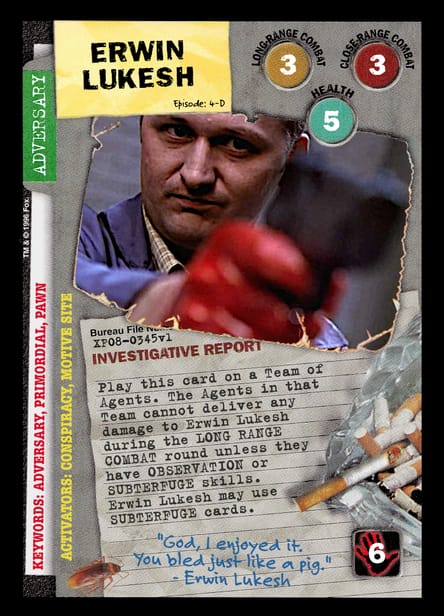 ERWIN
LUKESH
Episode: 4-D
LONG-RANGE COMBAT
3
CLOSE-RANGE COMBAT
3
HEALTH
5
ADVERSARY
TM & © 1996 Fox.
KEYWORDS: ADVERSARY, PRIMORDIAL, PAWN
ACTIVATORS: CONSPIRACY, MOTIVE SITE
Bureau File
XF08-0345v1
INVESTIGATIVE REPORT
Play this card on a Team of
Agents. The Agents in that
Team cannot deliver any
damage to Erwin Lukesh
during the LONG RANGE
COMBAT round unless they
have OBSERVATION or
SUBTERFUGE skills.
Erwin Lukesh may use
SUBTERFUGE cards.
"God, I enjoyed it.
You bled just like a pig."
- Erwin Lukesh
6